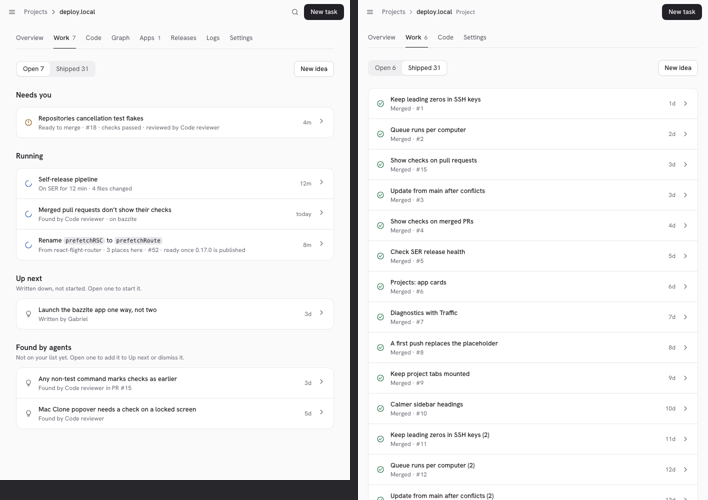 Projects > deploy.local
New task
Overview Work 7 Code Graph Apps 1 Releases Logs Settings
Open 7 Shipped 31
New idea
Needs you
Repositories cancellation test flakes
Ready to merge · #18 · checks passed · reviewed by Code reviewer
4m
Running
Self-release pipeline
On SER for 12 min · 4 files changed
12m
Merged pull requests don't show their checks
Found by Code reviewer · on bazzite
today
Rename prefetchRSC to prefetchRoute
From react-flight-router · 3 places here · #52 · ready once 0.17.0 is published
8m
Up next
Written down, not started. Open one to start it.
Launch the bazzite app one way, not two
Written by Gabriel
3d
Found by agents
Not on your list yet. Open one to add it to Up next or dismiss it.
Any non-test command marks checks as earlier
Found by Code reviewer in PR #15
3d
Mac Clone popover needs a check on a locked screen
Found by Code reviewer
5d
Projects > deploy.local Project
New task
Overview Work 6 Code Settings
Open 6 Shipped 31
New idea
Keep leading zeros in SSH keys
Merged · #1
1d
Queue runs per computer
Merged · #2
2d
Show checks on pull requests
Merged · #15
3d
Update from main after conflicts
Merged · #3
3d
Show checks on merged PRs
Merged · #4
4d
Check SER release health
Merged · #5
5d
Projects: app cards
Merged · #6
6d
Diagnostics with Traffic
Merged · #7
7d
A first push replaces the placeholder
Merged · #8
8d
Keep project tabs mounted
Merged · #9
9d
Calmer sidebar headings
Merged · #10
10d
Keep leading zeros in SSH keys (2)
Merged · #11
11d
Queue runs per computer (2)
Merged · #12
12d
Update from main after conflicts (2)